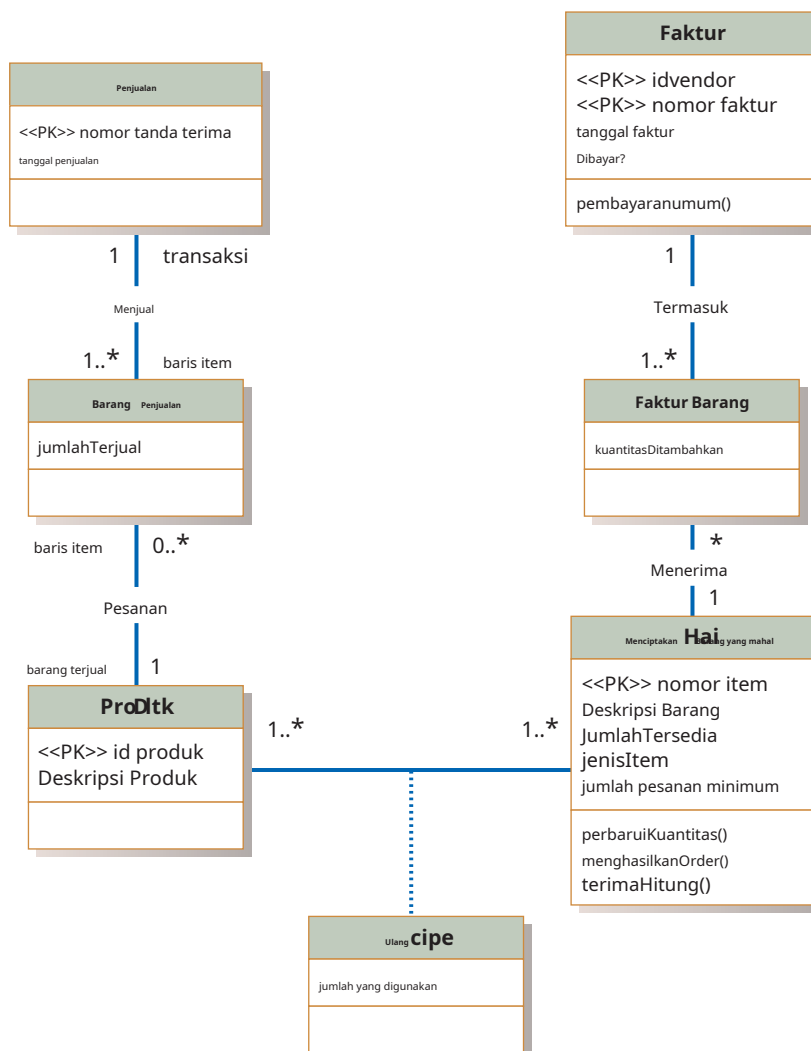 Penjualan
<<PK>> nomor tanda terima
tanggal penjualan
1 transaksi
Menjual
1..* baris item
Barang Penjualan
jumlahTerjual
baris item 0..*
Pesanan
barang terjual 1
<<PK>> id produk
Deskripsi Produk
Faktur
<<PK>> idvendor
<<PK>> nomor faktur
tanggal faktur
Dibayar?
pembayaranumum()
1
Termasuk
1..*
Faktur Barang
kuantitasDitambahkan
*
Menerima
1
Menciptakan Hai yang mahal
<<PK>> nomor item
Deskripsi Barang
JumlahTersedia
jenisItem
jumlah pesanan minimum
perbaruiKuantitas()
menghasilkanOrder()
terimaHitung()
1..* 1..*
Ulang cipe
jumlah yang digunakan